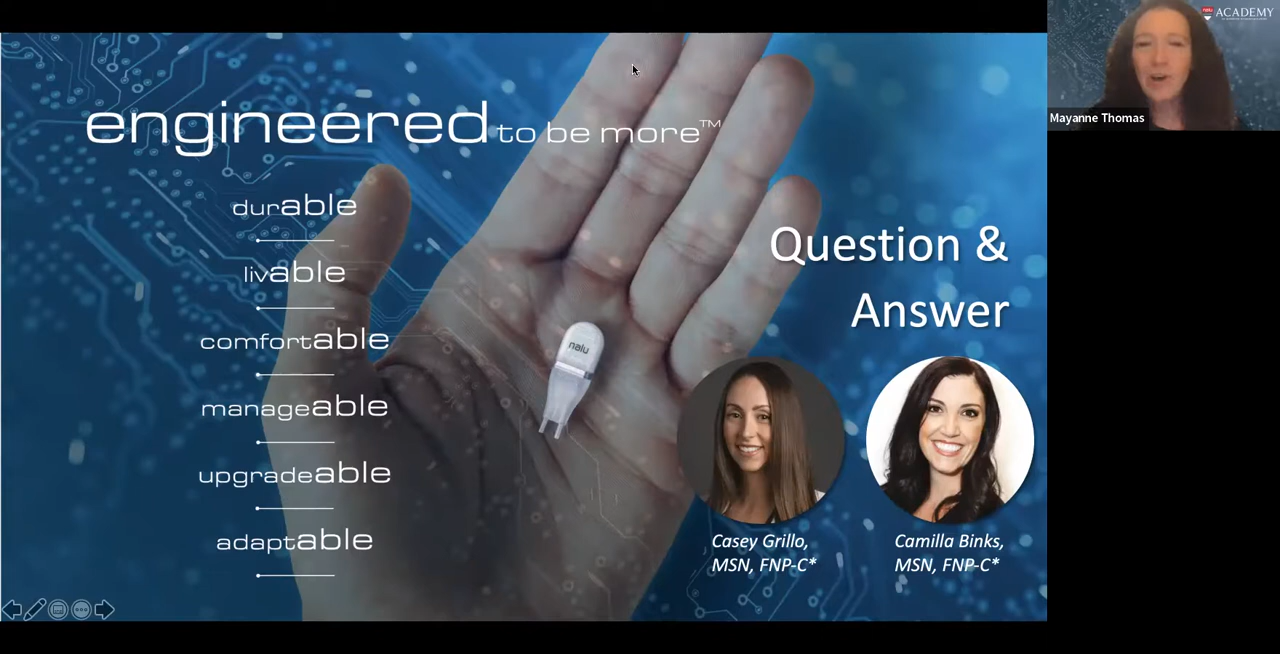 engineered to be more™
durable
livable
comfortable
manageable
upgradeable
adaptable
nalu
Question &
Answer
Casey Grillo,
MSN, FNP-C*
Camilla Binks,
MSN, FNP-C*
nalu ACADEMY
Mayanne Thomas